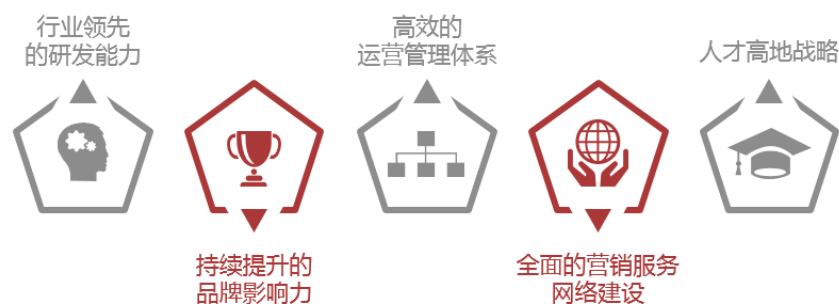 行业领先
的研发能力
持续提升的
品牌影响力
高效的
运营管理体系
全面的营销服务
网络建设
人才高地战略